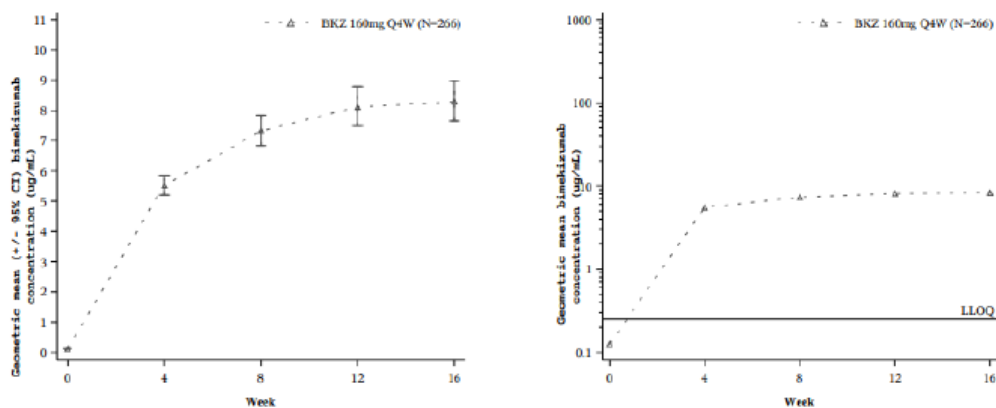 Geometric mean (+/- 95% CI) bimekizumab
concentration (ug/mL)
11
10
9
8
7
6
5
4
3
2
1
0
BKZ 160mg Q4W (N=266)
0 4 8 12 16
Week
Geometric mean bimekizumab
concentration (ug/mL)
1000
100
10
1
0.1
BKZ 160mg Q4W (N=266)
LLOQ
0 4 8 12 16
Week